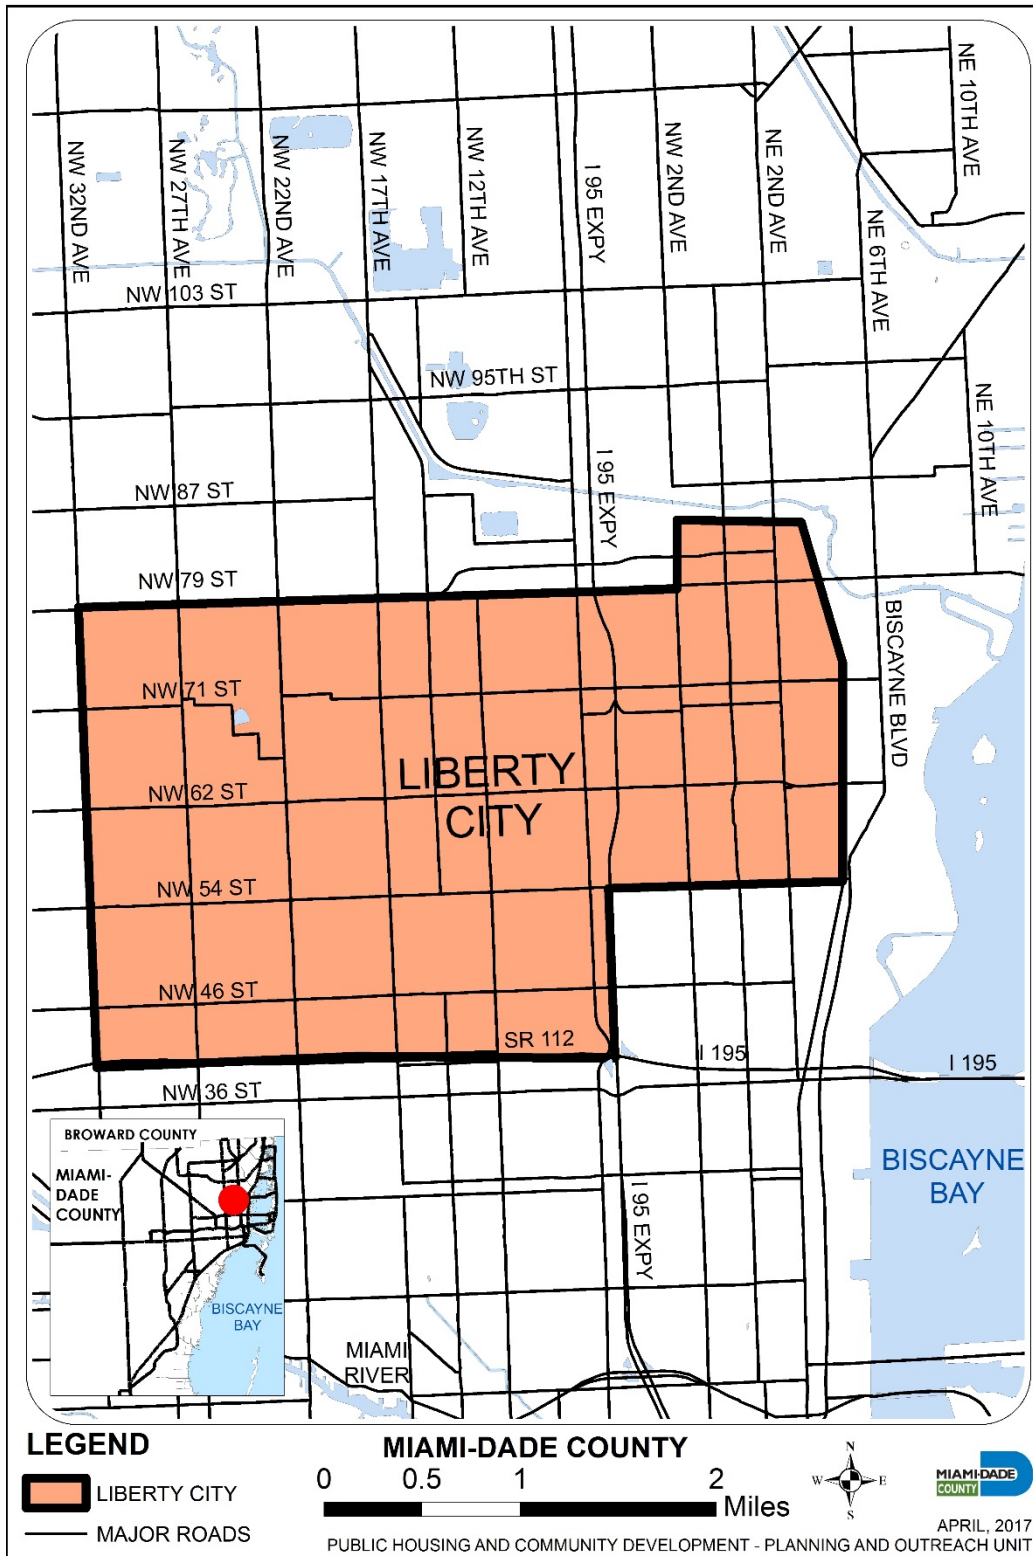 NW 32ND AVE
NW 27TH AVE
NW 22ND AVE
NW 17TH AVE
NW 12TH AVE
I 95 EXPY
NW 2ND AVE
NE 2ND AVE
NE 6TH AVE
NE 10TH AVE
NW 103 ST
NW 95TH ST
NE 10TH AVE
NW 87 ST
I 95 EXPY
NW 79 ST
BISCAYNE BLVD
NW 71 ST
LIBERTY
CITY
NW 62 ST
NW 54 ST
NW 46 ST
SR 112
I 195
I 195
NW 36 ST
BROWARD COUNTY
MIAMI-
DADE
COUNTY
BISCAYNE
BAY
BISCAYNE
BAY
I 95 EXPY
MIAMI
RIVER
LEGEND
LIBERTY CITY
MAJOR ROADS
MIAMI-DADE COUNTY
0 0.5 1 2
Miles
N
W E
S
MIAMI-DADE
COUNTY
APRIL, 2017
PUBLIC HOUSING AND COMMUNITY DEVELOPMENT - PLANNING AND OUTREACH UNIT